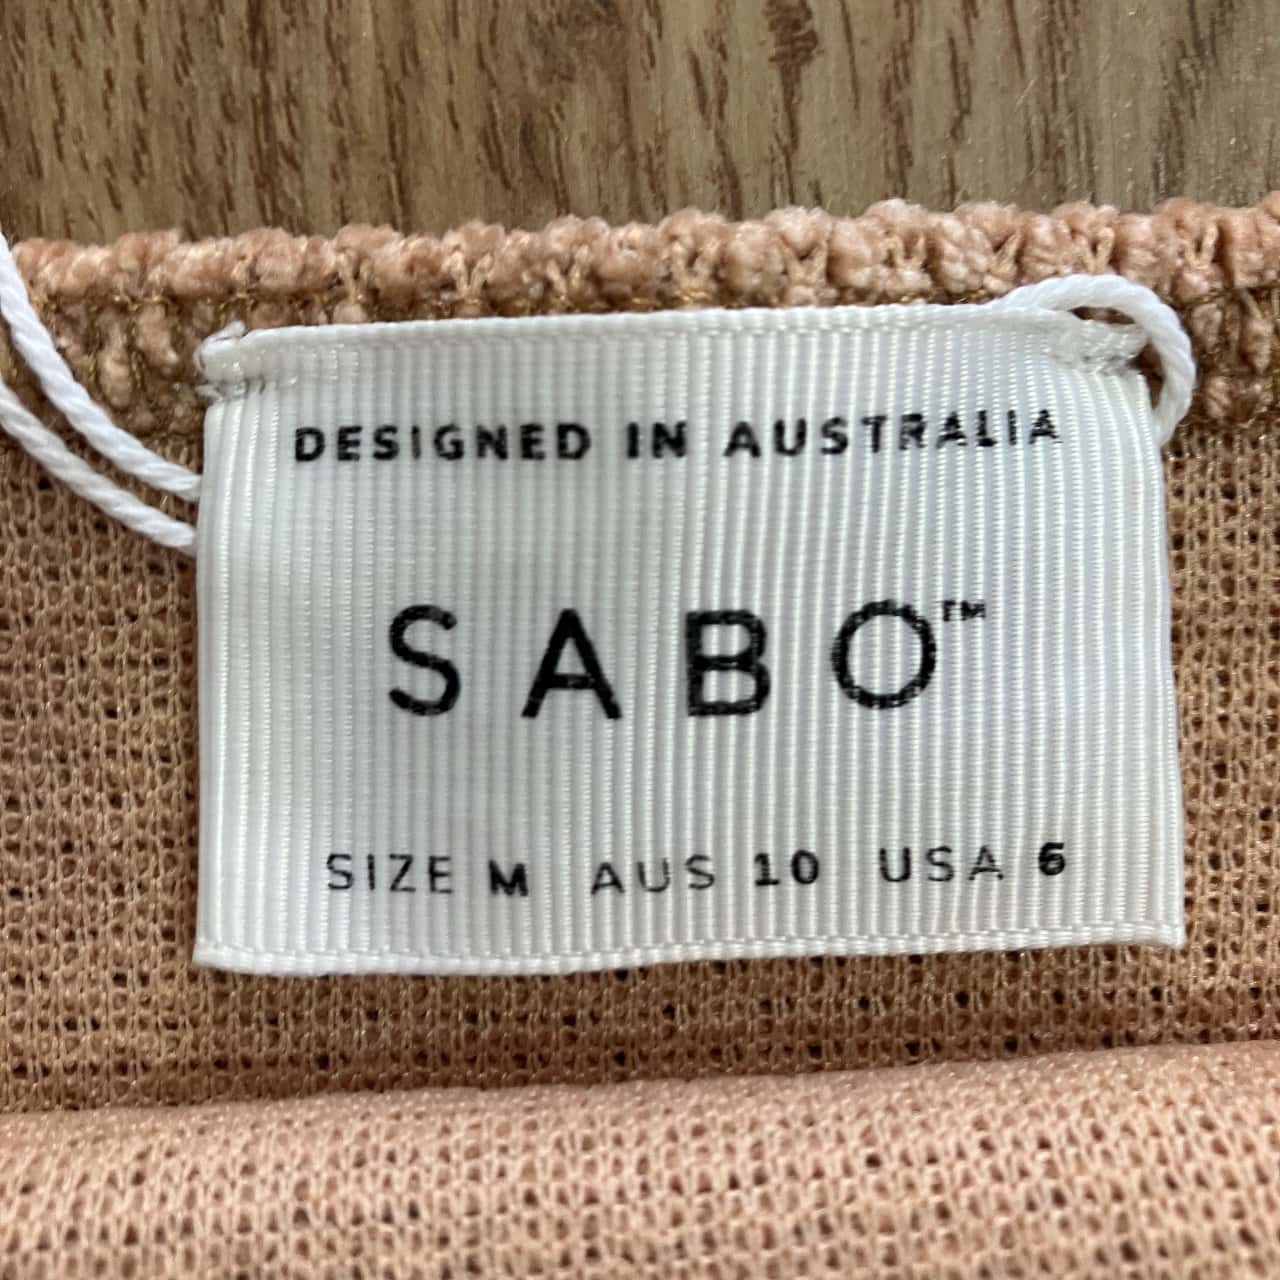 DESIGNED IN AUSTRALIA
SABO™
SIZE M AUS 10 USA 6